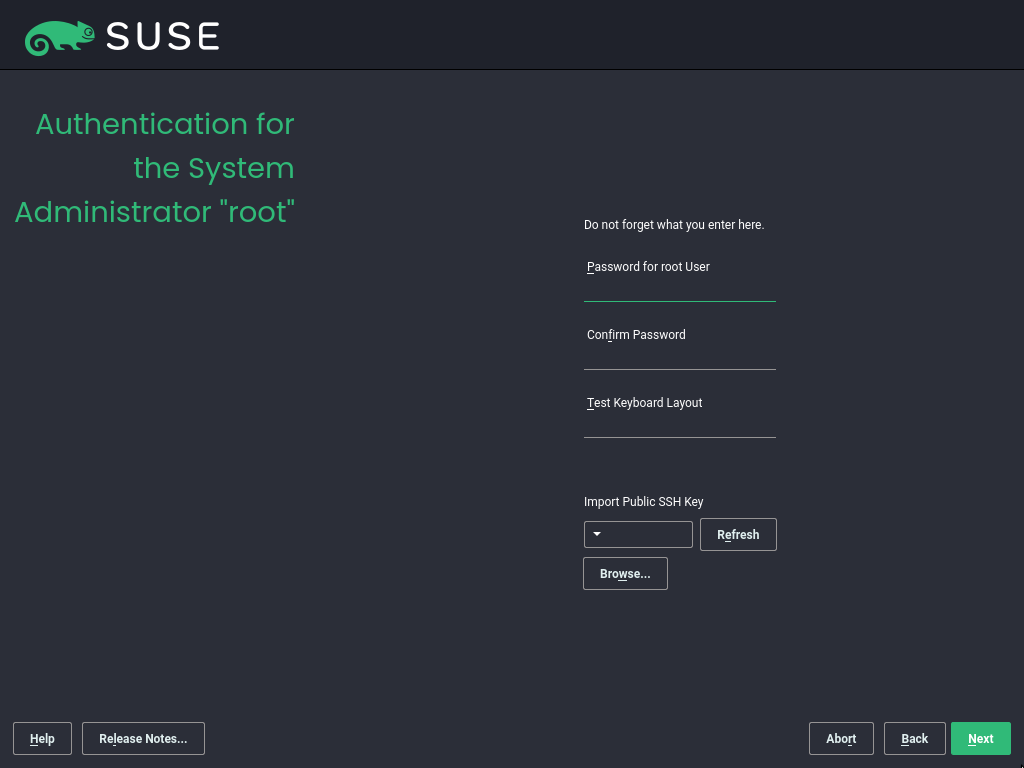 SUSE
Authentication for
the System
Administrator "root"
Do not forget what you enter here.
Password for root User
Confirm Password
Test Keyboard Layout
Import Public SSH Key
Refresh
Browse...
Help
Release Notes...
Abort
Back
Next